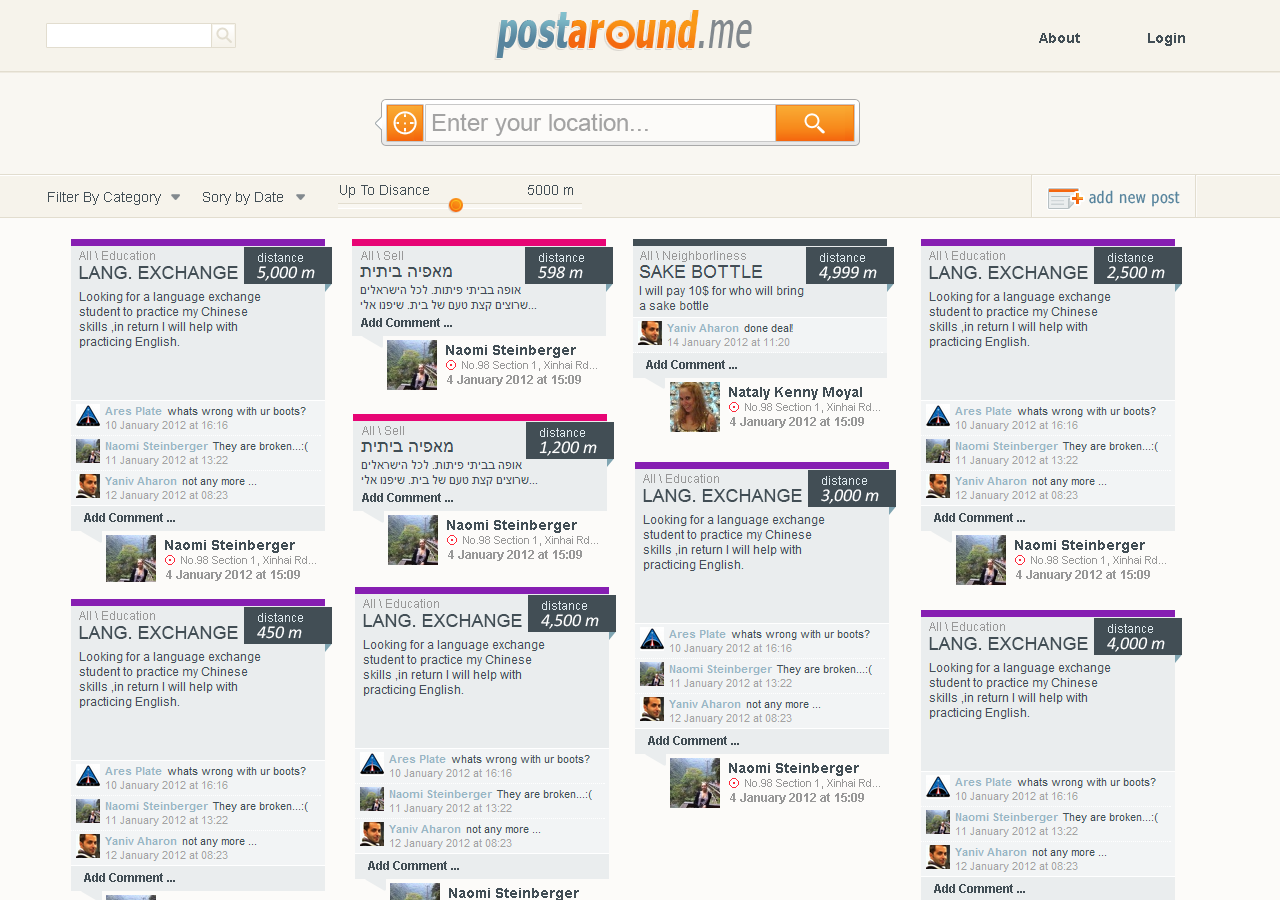 postaround.me
About
Login
Enter your location...
Filter By Category
Sory by Date
Up To Disance
5000 m
add new post
All \ Education
LANG. EXCHANGE
distance
5,000 m
Looking for a language exchange
student to practice my Chinese
skills ,in return I will help with
practicing English.
Ares Plate whats wrong with ur boots?
10 January 2012 at 16:16
Naomi Steinberger They are broken...:(
11 January 2012 at 13:22
Yaniv Aharon not any more ...
12 January 2012 at 08:23
Add Comment ...
Naomi Steinberger
No.98 Section 1, Xinhai Rd...
4 January 2012 at 15:09
All \ Education
LANG. EXCHANGE
distance
450 m
Looking for a language exchange
student to practice my Chinese
skills ,in return I will help with
practicing English.
Ares Plate whats wrong with ur boots?
10 January 2012 at 16:16
Naomi Steinberger They are broken...:(
11 January 2012 at 13:22
Yaniv Aharon not any more ...
12 January 2012 at 08:23
Add Comment ...
All \ Sell
מאפיה ביתית
distance
598 m
אופה בביתי פיתות. לכל הישראלים
שרוצים קצת טעם של בית. שיפנו אלי...
Add Comment ...
Naomi Steinberger
No.98 Section 1, Xinhai Rd...
4 January 2012 at 15:09
All \ Sell
מאפיה ביתית
distance
1,200 m
אופה בביתי פיתות. לכל הישראלים
שרוצים קצת טעם של בית. שיפנו אלי...
Add Comment ...
Naomi Steinberger
No.98 Section 1, Xinhai Rd...
4 January 2012 at 15:09
All \ Education
LANG. EXCHANGE
distance
4,500 m
Looking for a language exchange
student to practice my Chinese
skills ,in return I will help with
practicing English.
Ares Plate whats wrong with ur boots?
10 January 2012 at 16:16
Naomi Steinberger They are broken...:(
11 January 2012 at 13:22
Yaniv Aharon not any more ...
12 January 2012 at 08:23
Add Comment ...
Naomi Steinberger
All \ Neighborliness
SAKE BOTTLE
distance
4,999 m
I will pay 10$ for who will bring
a sake bottle
Yaniv Aharon done deal!
14 January 2012 at 11:20
Add Comment ...
Nataly Kenny Moyal
No.98 Section 1, Xinhai Rd...
4 January 2012 at 15:09
All \ Education
LANG. EXCHANGE
distance
3,000 m
Looking for a language exchange
student to practice my Chinese
skills ,in return I will help with
practicing English.
Ares Plate whats wrong with ur boots?
10 January 2012 at 16:16
Naomi Steinberger They are broken...:(
11 January 2012 at 13:22
Yaniv Aharon not any more ...
12 January 2012 at 08:23
Add Comment ...
Naomi Steinberger
No.98 Section 1, Xinhai Rd...
4 January 2012 at 15:09
All \ Education
LANG. EXCHANGE
distance
2,500 m
Looking for a language exchange
student to practice my Chinese
skills ,in return I will help with
practicing English.
Ares Plate whats wrong with ur boots?
10 January 2012 at 16:16
Naomi Steinberger They are broken...:(
11 January 2012 at 13:22
Yaniv Aharon not any more ...
12 January 2012 at 08:23
Add Comment ...
Naomi Steinberger
No.98 Section 1, Xinhai Rd...
4 January 2012 at 15:09
All \ Education
LANG. EXCHANGE
distance
4,000 m
Looking for a language exchange
student to practice my Chinese
skills ,in return I will help with
practicing English.
Ares Plate whats wrong with ur boots?
10 January 2012 at 16:16
Naomi Steinberger They are broken...:(
11 January 2012 at 13:22
Yaniv Aharon not any more ...
12 January 2012 at 08:23
Add Comment ...